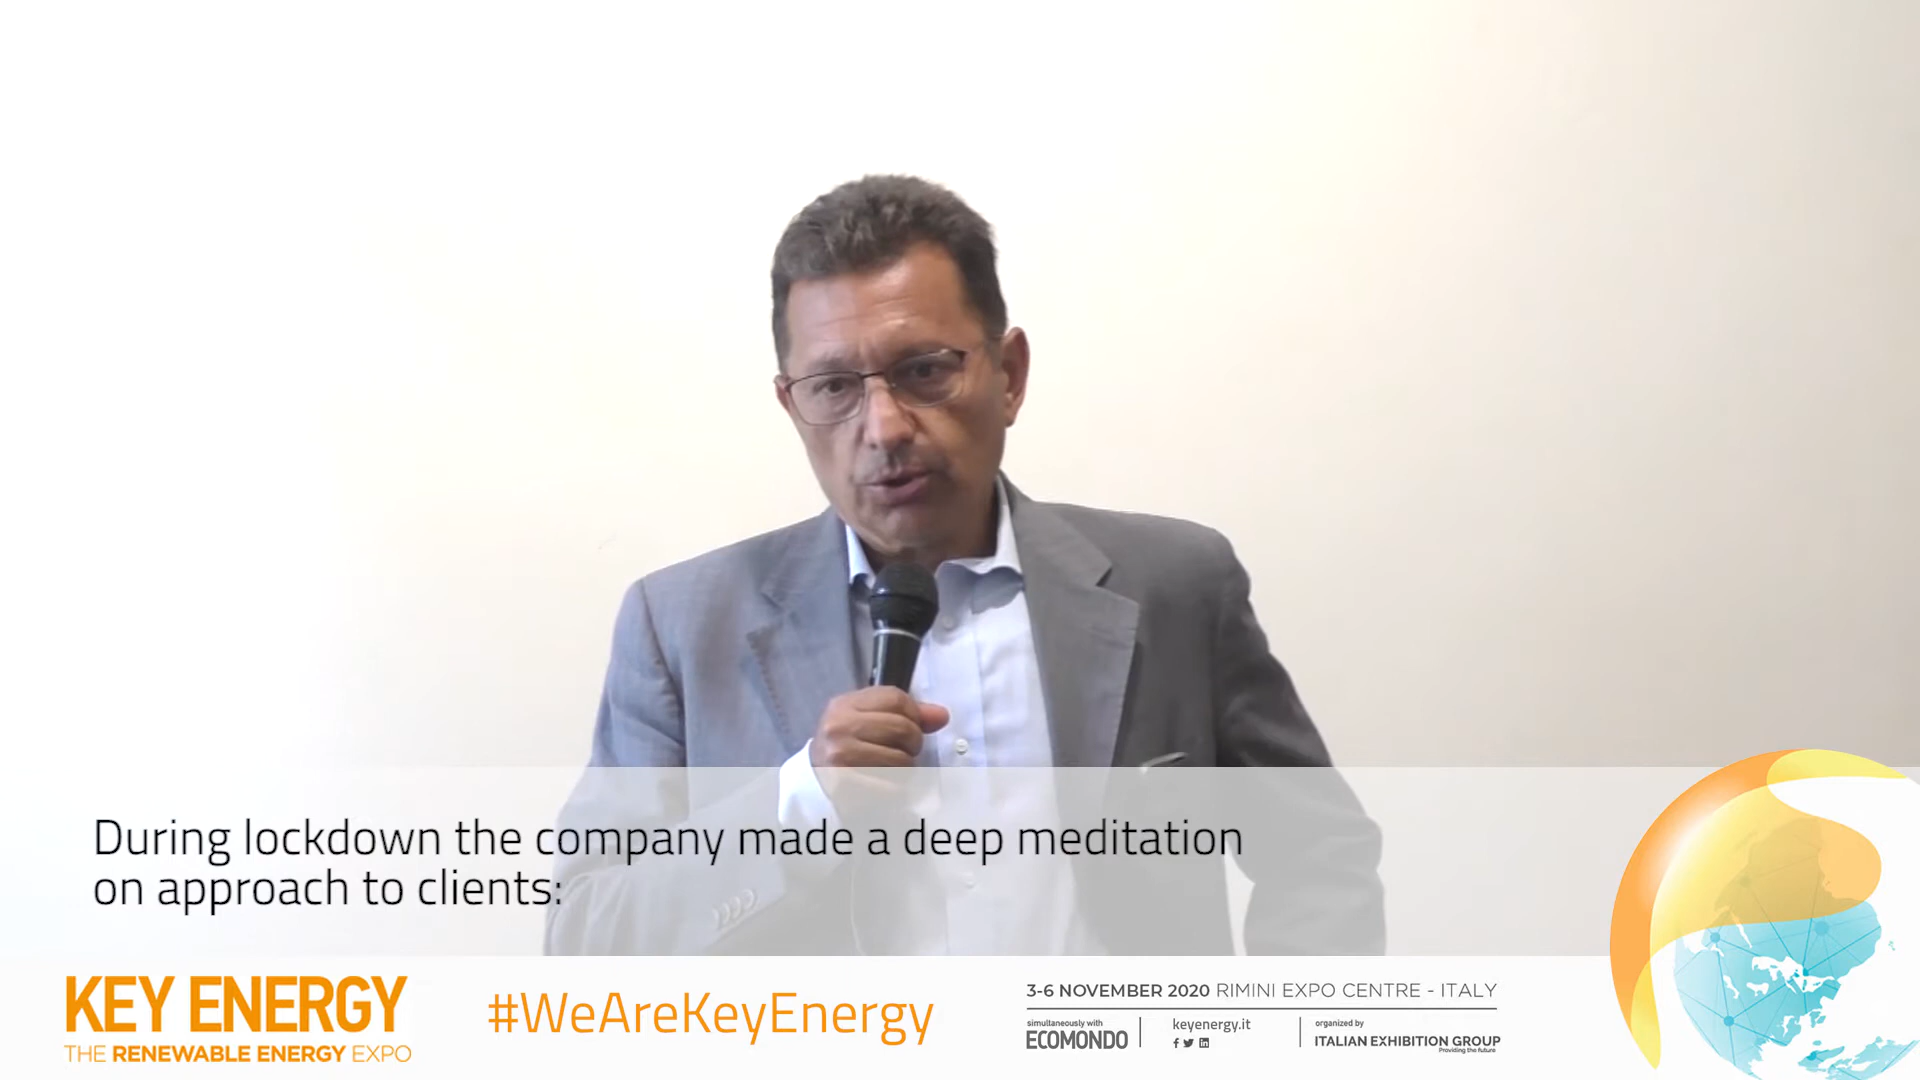 During lockdown the company made a deep meditation
on approach to clients:
KEY ENERGY
THE RENEWABLE ENERGY EXPO
#WeAreKeyEnergy
3-6 NOVEMBER 2020 RIMINI EXPO CENTRE - ITALY
simultaneously with
ECOMONDO
keyenergy.it
organized by
ITALIAN EXHIBITION GROUP
Providing the future